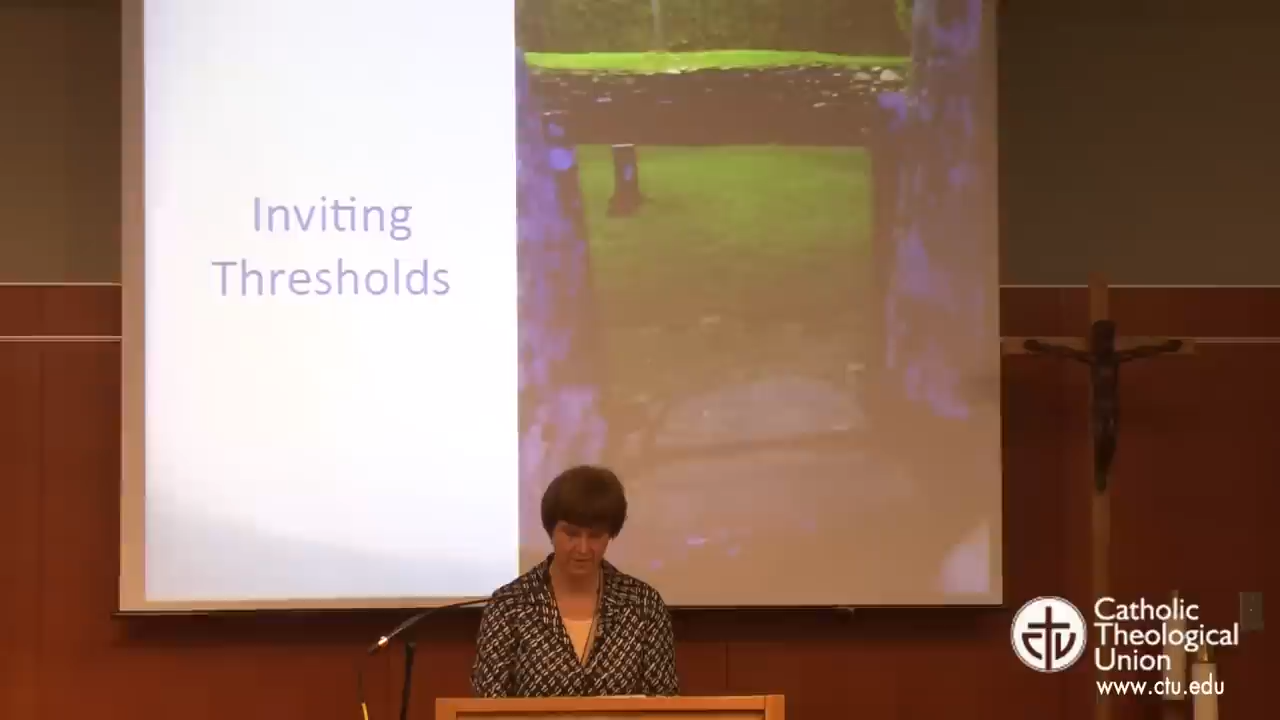 Inviting
Thresholds
Catholic
Theological
Union
www.ctu.edu